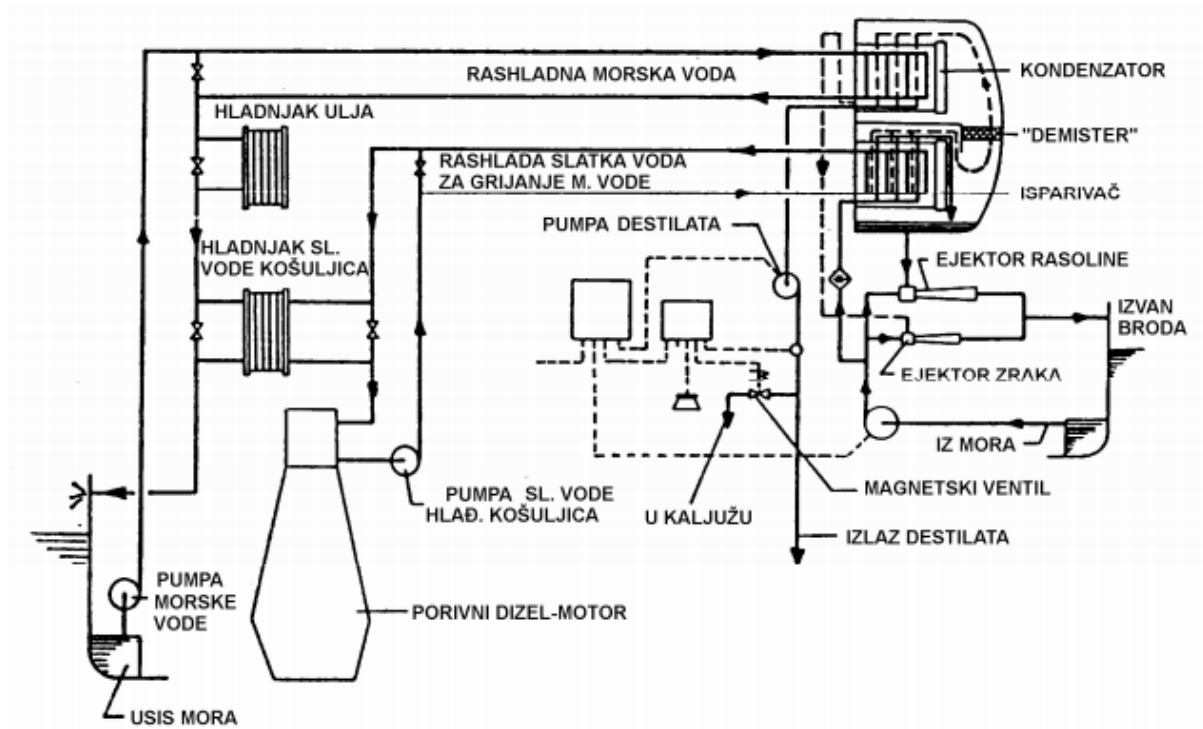 RASHLADNA MORSKA VODA
KONDENZATOR
HLADNJAK ULJA
"DEMISTER"
RASHLADA SLATKA VODA
ZA GRIJANJE M. VODE
ISPARIVAČ
PUMPA DESTILATA
HLADNJAK SL.
VODE KOŠULJICA
EJEKTOR RASOLINE
IZVAN
BRODA
EJEKTOR ZRAKA
IZ MORA
MAGNETSKI VENTIL
PUMPA SL. VODE
HLAĐ. KOŠULJICA
U KALJUŽU
IZLAZ DESTILATA
PUMPA
MORSKE
VODE
PORIVNI DIZEL-MOTOR
USIS MORA